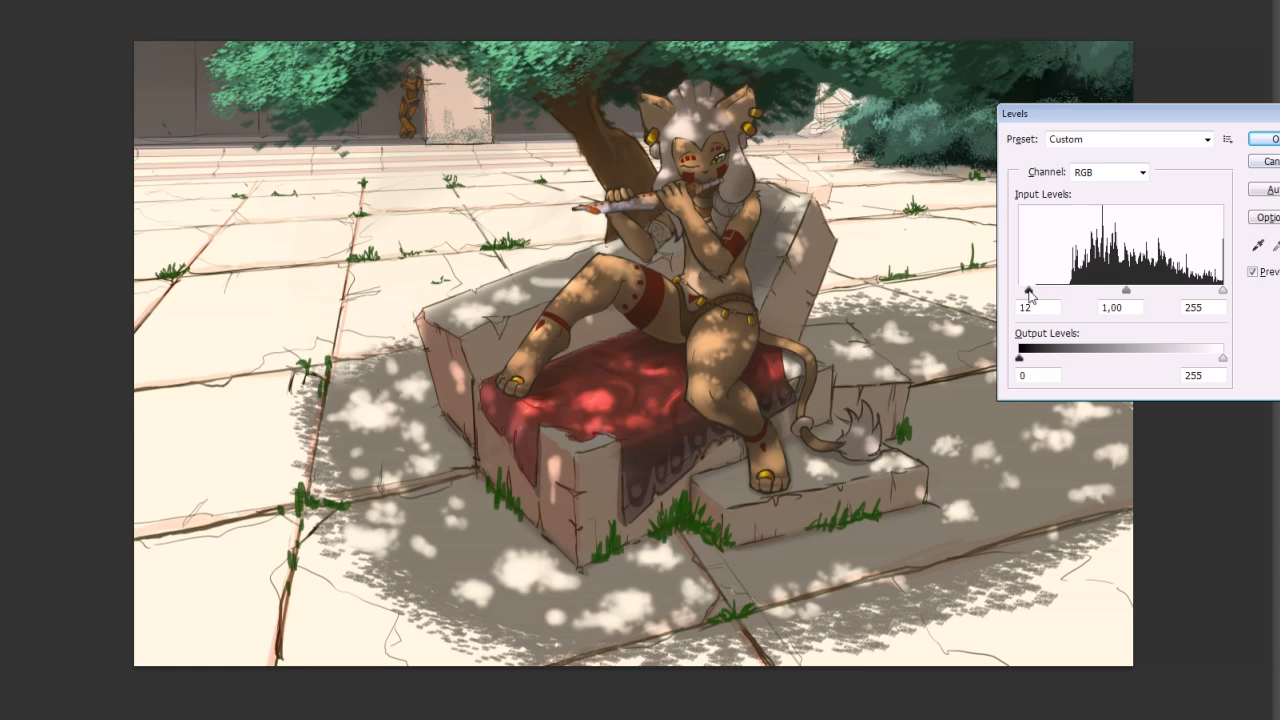 Levels
Preset: Custom
Channel: RGB
Input Levels:
12 1,00 255
Output Levels:
0 255